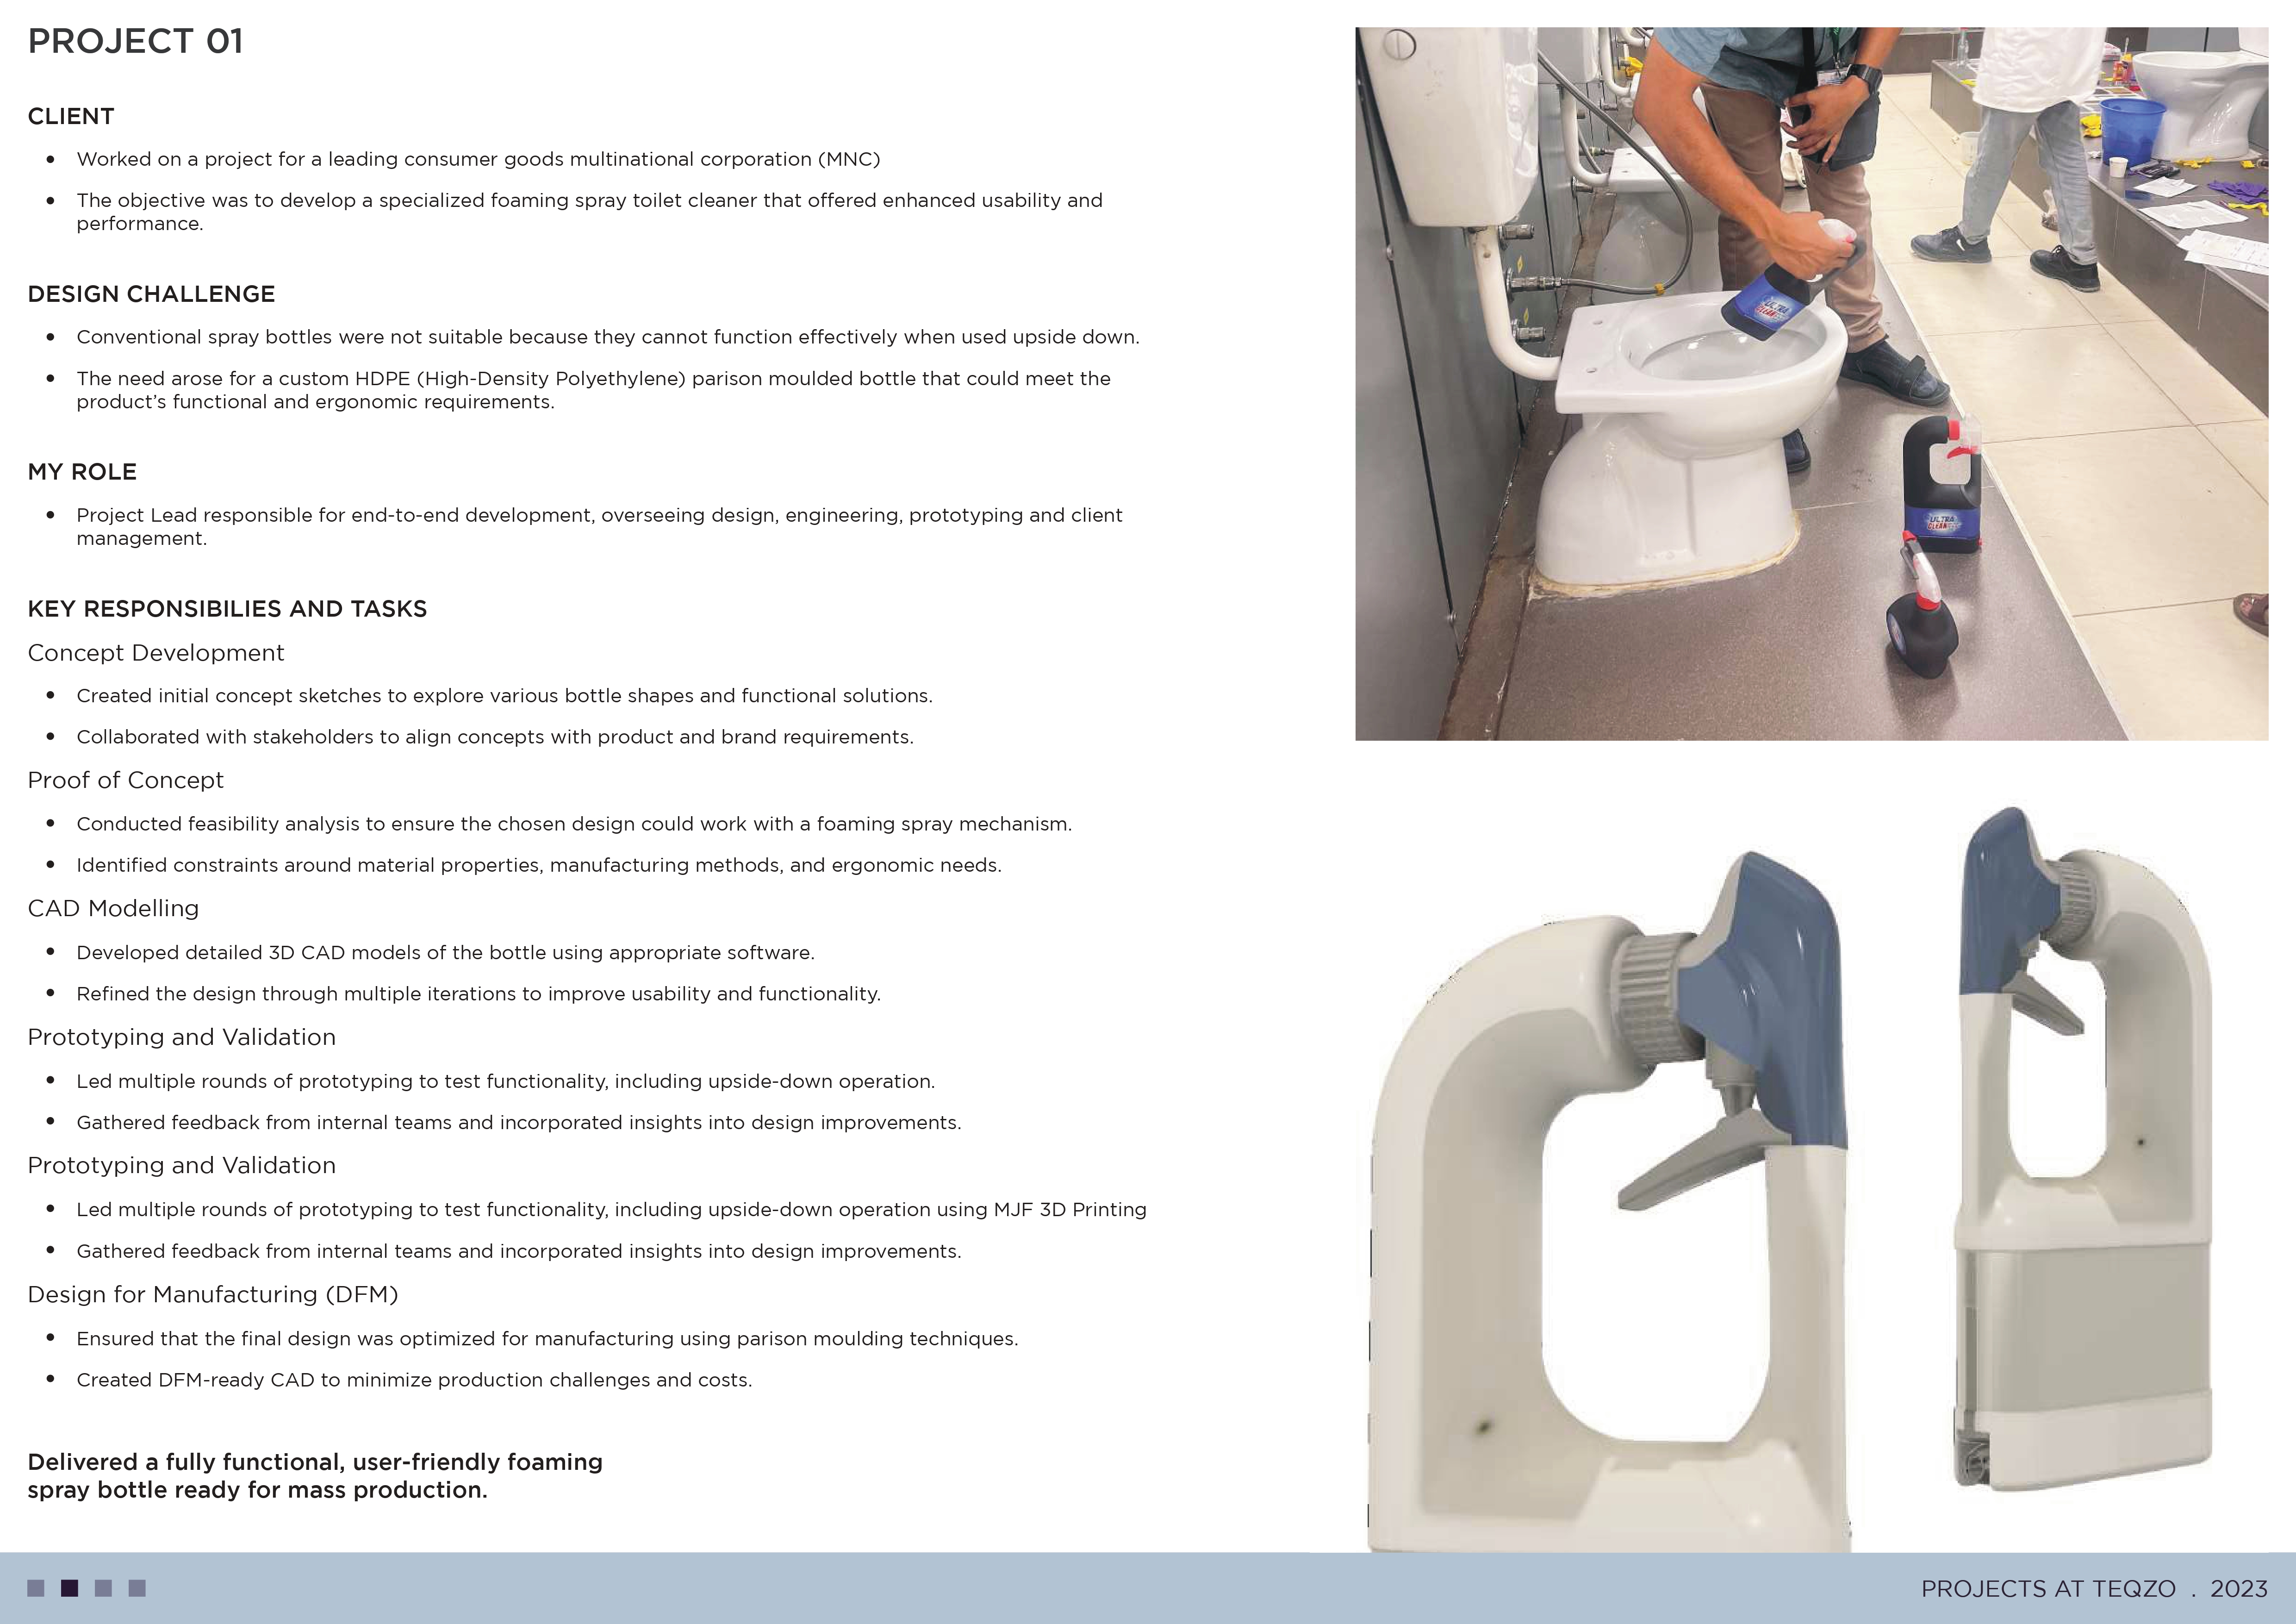 PROJECT 01
CLIENT
• Worked on a project for a leading consumer goods multinational corporation (MNC)
• The objective was to develop a specialized foaming spray toilet cleaner that offered enhanced usability and
performance.
DESIGN CHALLENGE
• Conventional spray bottles were not suitable because they cannot function effectively when used upside down.
• The need arose for a custom HDPE (High-Density Polyethylene) parison moulded bottle that could meet the
product’s functional and ergonomic requirements.
MY ROLE
• Project Lead responsible for end-to-end development, overseeing design, engineering, prototyping and client
management.
KEY RESPONSIBILIES AND TASKS
Concept Development
• Created initial concept sketches to explore various bottle shapes and functional solutions.
• Collaborated with stakeholders to align concepts with product and brand requirements.
Proof of Concept
• Conducted feasibility analysis to ensure the chosen design could work with a foaming spray mechanism.
• Identified constraints around material properties, manufacturing methods, and ergonomic needs.
CAD Modelling
• Developed detailed 3D CAD models of the bottle using appropriate software.
• Refined the design through multiple iterations to improve usability and functionality.
Prototyping and Validation
• Led multiple rounds of prototyping to test functionality, including upside-down operation.
• Gathered feedback from internal teams and incorporated insights into design improvements.
Prototyping and Validation
• Led multiple rounds of prototyping to test functionality, including upside-down operation using MJF 3D Printing
• Gathered feedback from internal teams and incorporated insights into design improvements.
Design for Manufacturing (DFM)
• Ensured that the final design was optimized for manufacturing using parison moulding techniques.
• Created DFM-ready CAD to minimize production challenges and costs.
Delivered a fully functional, user-friendly foaming
spray bottle ready for mass production.
ULTRA
CLEAN
ULTRA
CLEAN
PROJECTS AT TEQZO . 2023